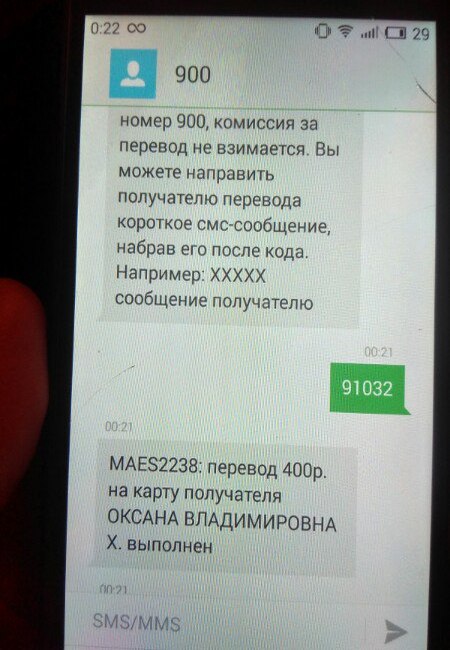 0:22 ∞ 29
900
номер 900, комиссия за
перевод не взимается. Вы
можете направить
получателю перевода
короткое смс-сообщение,
набрав его после кода.
Например: XXXXX
сообщение получателю
00:21
91032
00:21
MAES2238: перевод 400р.
на карту получателя
ОКСАНА ВЛАДИМИРОВНА
Х. выполнен
00:21
SMS/MMS